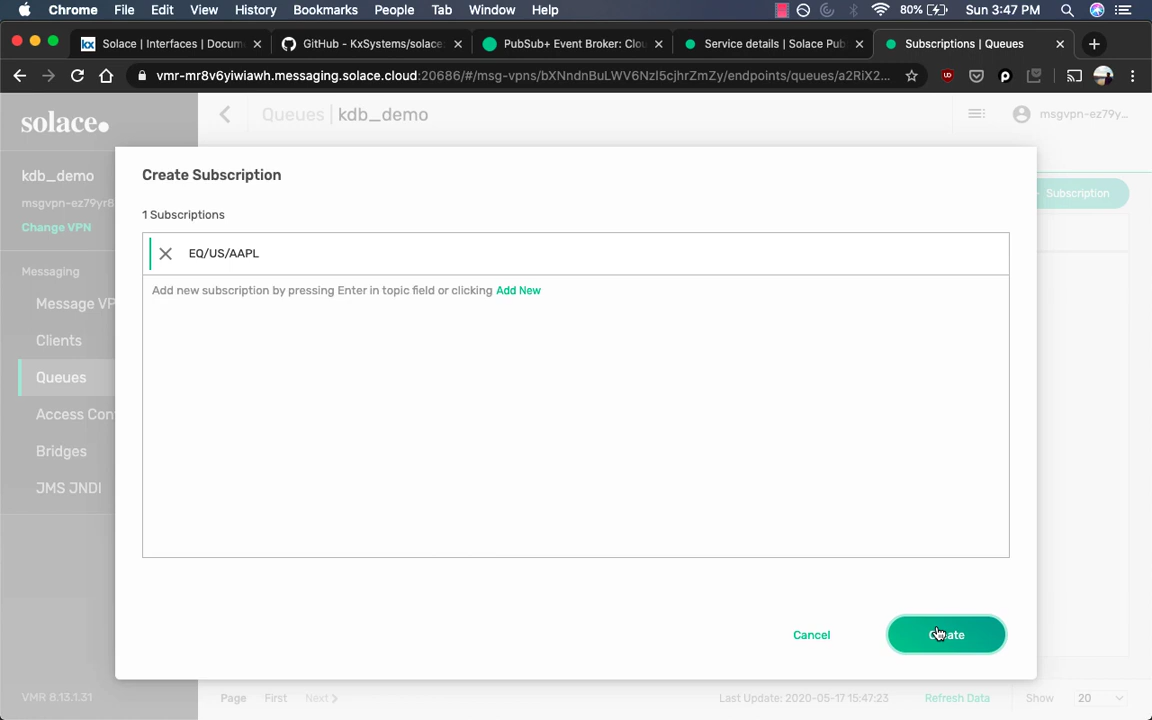 Chrome File Edit View History Bookmarks People Tab Window Help 80% Sun 3:47 PM
Solace | Interfaces | Docum
GitHub - KxSystems/solace
PubSub+ Event Broker: Clou
Service details | Solace Pub
Subscriptions | Queues
vmr-mr8v6yiwiawh.messaging.solace.cloud:20686/#/msg-vpns/bXNndnBuLWV6NzI5cjhrZmZy/endpoints/queues/a2RiX2...
solace.
Queues | kdb_demo
msgvpn-ez79y...
kdb_demo
msgvpn-ez79yr8
Change VPN
Messaging
Message VP
Clients
Queues
Access Con
Bridges
JMS JNDI
VMR 8.13.1.31
Subscription
Create Subscription
1 Subscriptions
EQ/US/AAPL
Add new subscription by pressing Enter in topic field or clicking Add New
Cancel
Create
Page First Next
Last Update: 2020-05-17 15:47:23
Refresh Data
Show 20